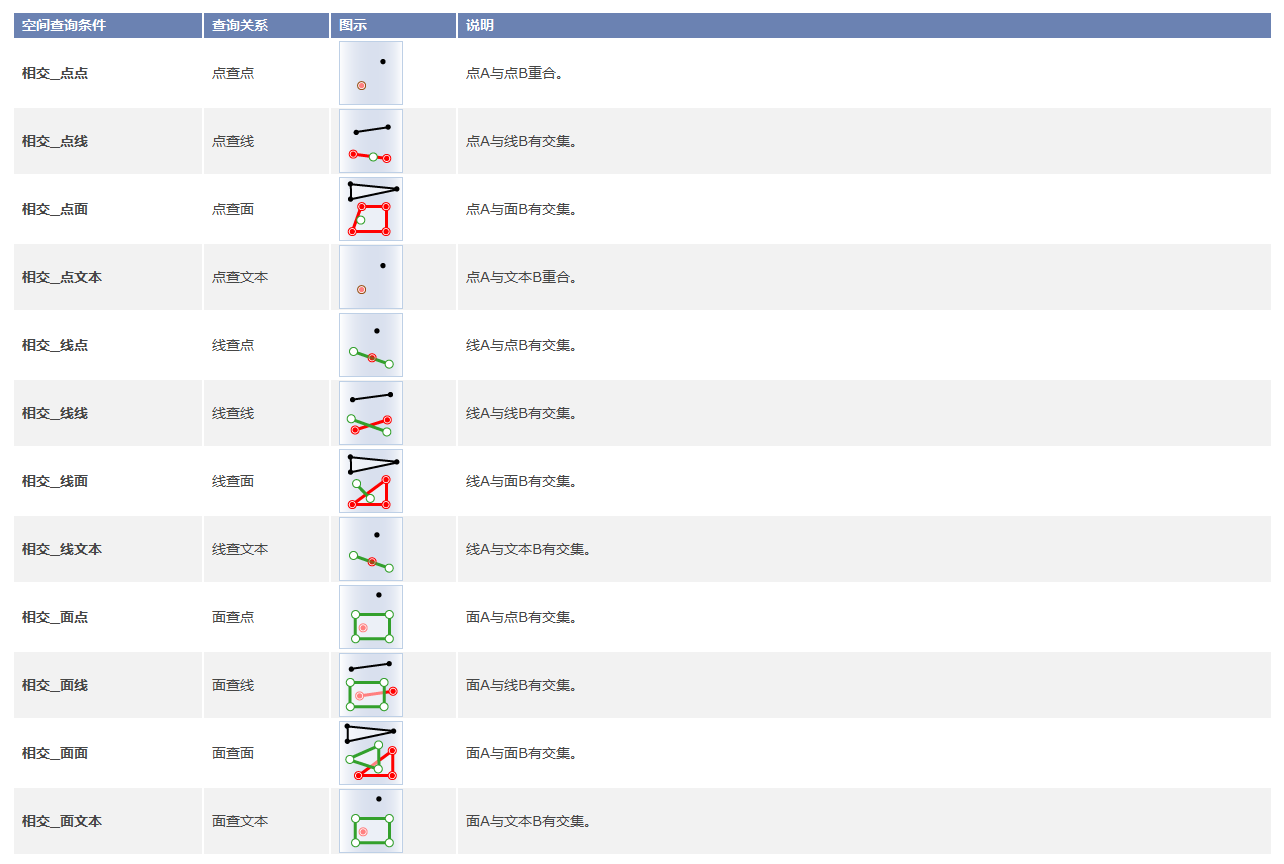 空间查询条件 查询关系 图示 说明
相交_点点 点查点 点A与点B重合。
相交_点线 点查线 点A与线B有交集。
相交_点面 点查面 点A与面B有交集。
相交_点文本 点查文本 点A与文本B重合。
相交_线点 线查点 线A与点B有交集。
相交_线线 线查线 线A与线B有交集。
相交_线面 线查面 线A与面B有交集。
相交_线文本 线查文本 线A与文本B有交集。
相交_面点 面查点 面A与点B有交集。
相交_面线 面查线 面A与线B有交集。
相交_面面 面查面 面A与面B有交集。
相交_面文本 面查文本 面A与文本B有交集。